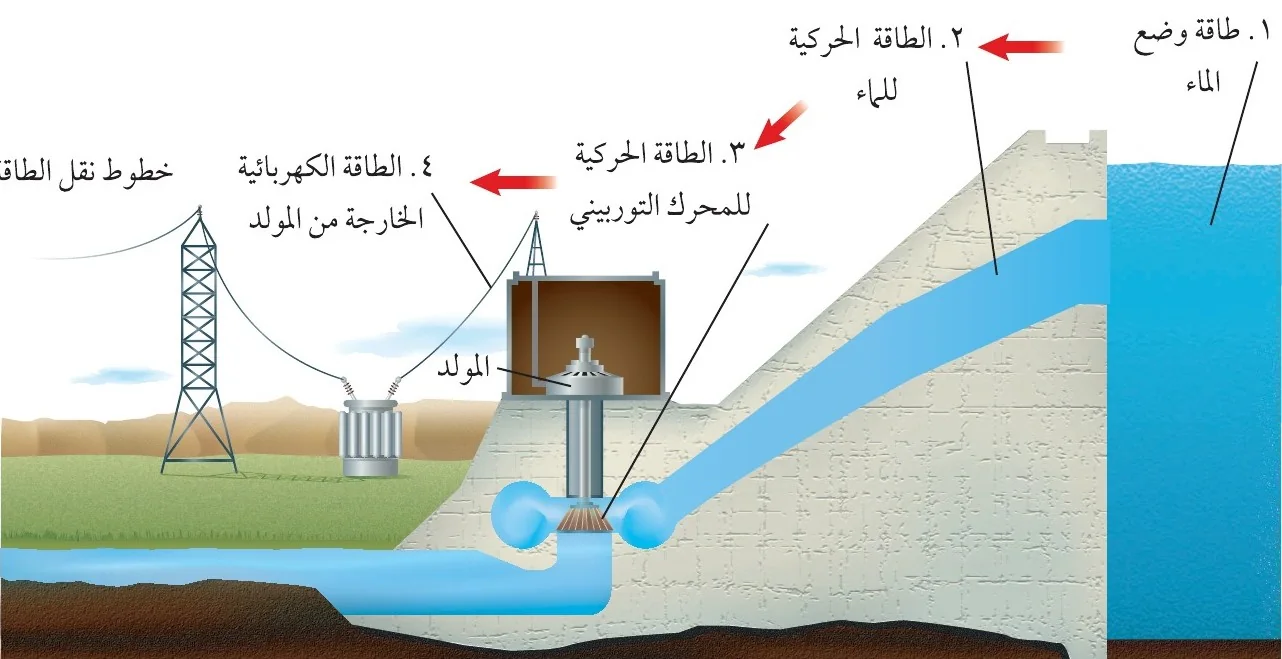 ١. طاقة وضع
الماء
٢. الطاقة الحركية
للماء
٣. الطاقة الحركية
للمحرك التوربيني
٤. الطاقة الكهربائية
الخارجة من المولد
خطوط نقل
المولد